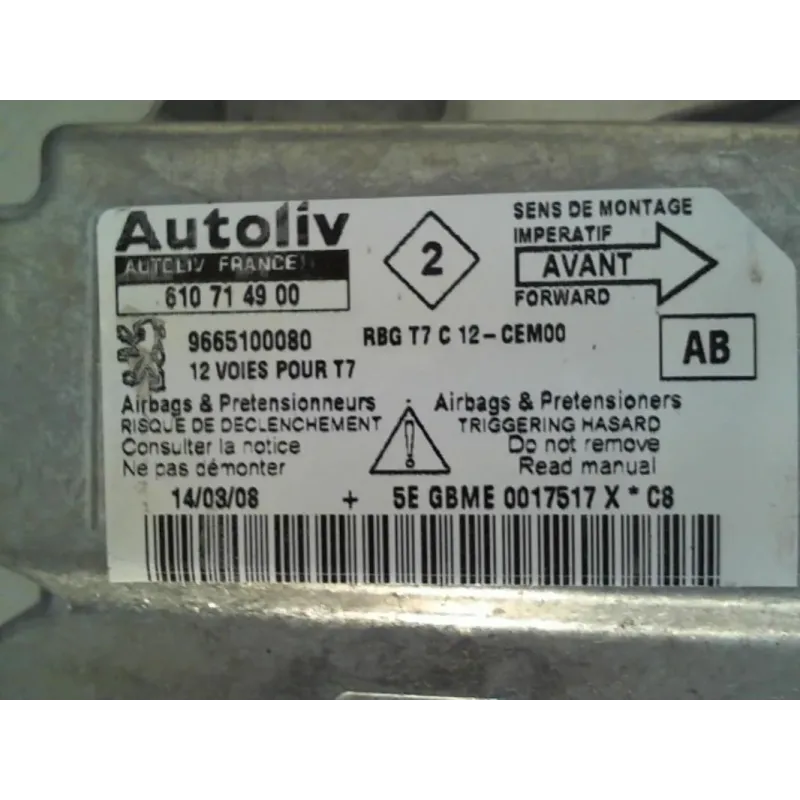 Autoliv
AUTOLIV FRANCE
610 71 49 00
2
SENS DE MONTAGE
IMPERATIF
AVANT
FORWARD
9665100080
RBG T7 C 12-CEM00
12 VOIES POUR T7
AB
Airbags & Pretensionneurs
RISQUE DE DECLENCHEMENT
Consulter la notice
Ne pas démonter
!
Airbags & Pretensioners
TRIGGERING HASARD
Do not remove
Read manual
14/03/08 + 5E GBME 0017517 X * C8